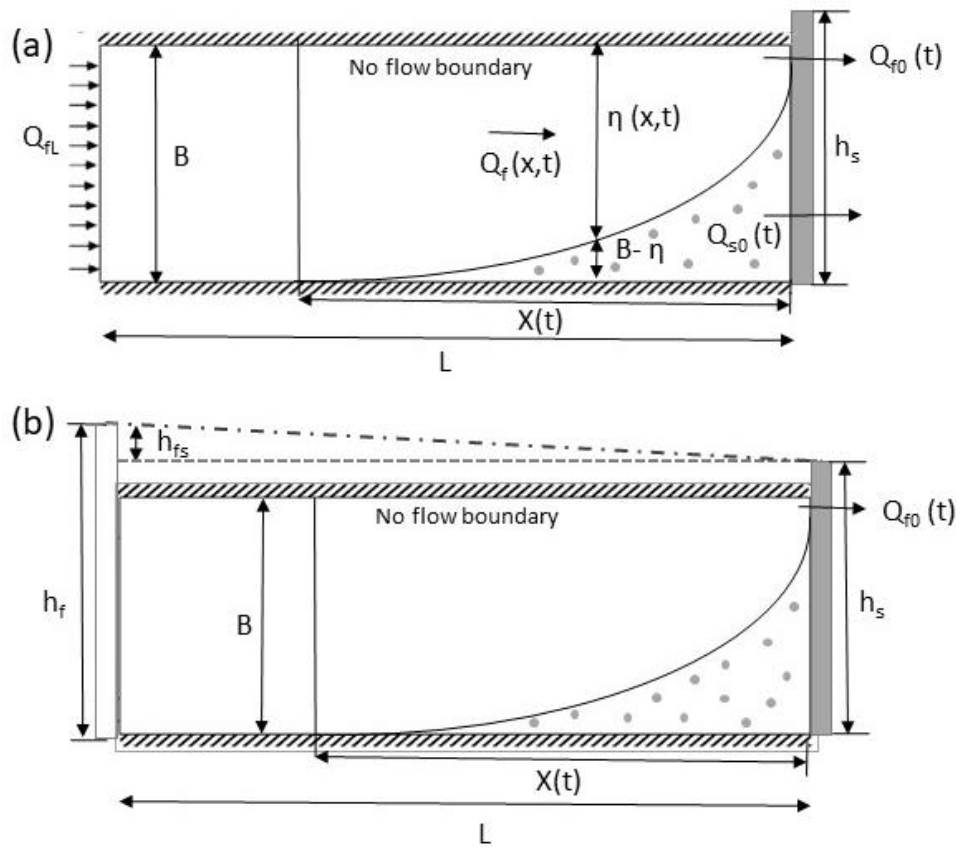 (a)
No flow boundary
Q_f0 (t)
Q_fL
B
η (x,t)
Q_f (x,t)
h_s
B- η
Q_s0 (t)
X(t)
L
(b)
h_fs
No flow boundary
Q_f0 (t)
h_f
B
h_s
X(t)
L